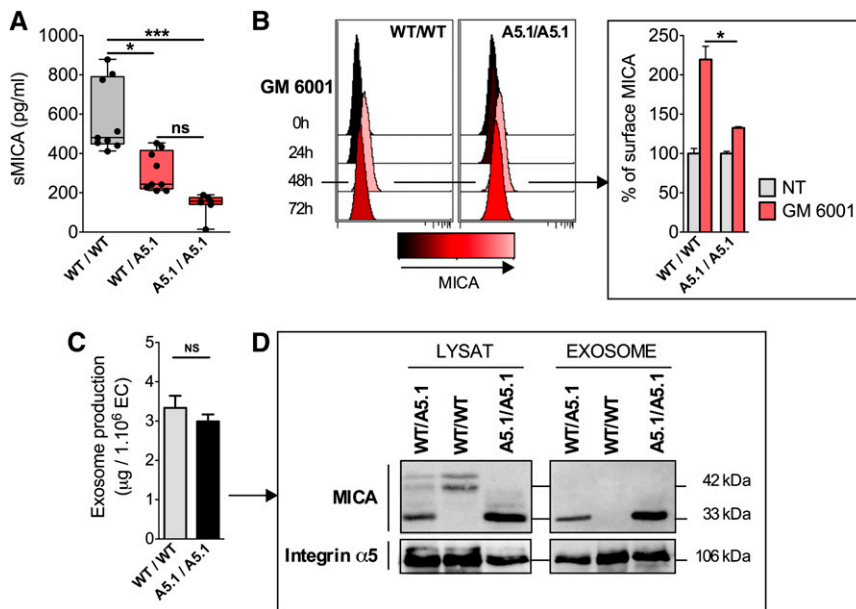 A
***
*
ns
sMICA (pg/ml)
1000
800
600
400
200
0
WT / WT
WT / A5.1
A5.1 / A5.1
B
WT/WT
A5.1/A5.1
GM 6001
0h
24h
48h
72h
MICA
% of surface MICA
250
200
150
100
50
0
*
WT / WT
A5.1 / A5.1
NT
GM 6001
C
NS
Exosome production
(µg / 1.10⁶ EC)
5
4
3
2
1
0
WT / WT
A5.1 / A5.1
D
LYSAT
EXOSOME
WT/A5.1
WT/WT
A5.1/A5.1
WT/A5.1
WT/WT
A5.1/A5.1
MICA
42 kDa
33 kDa
Integrin α5
106 kDa